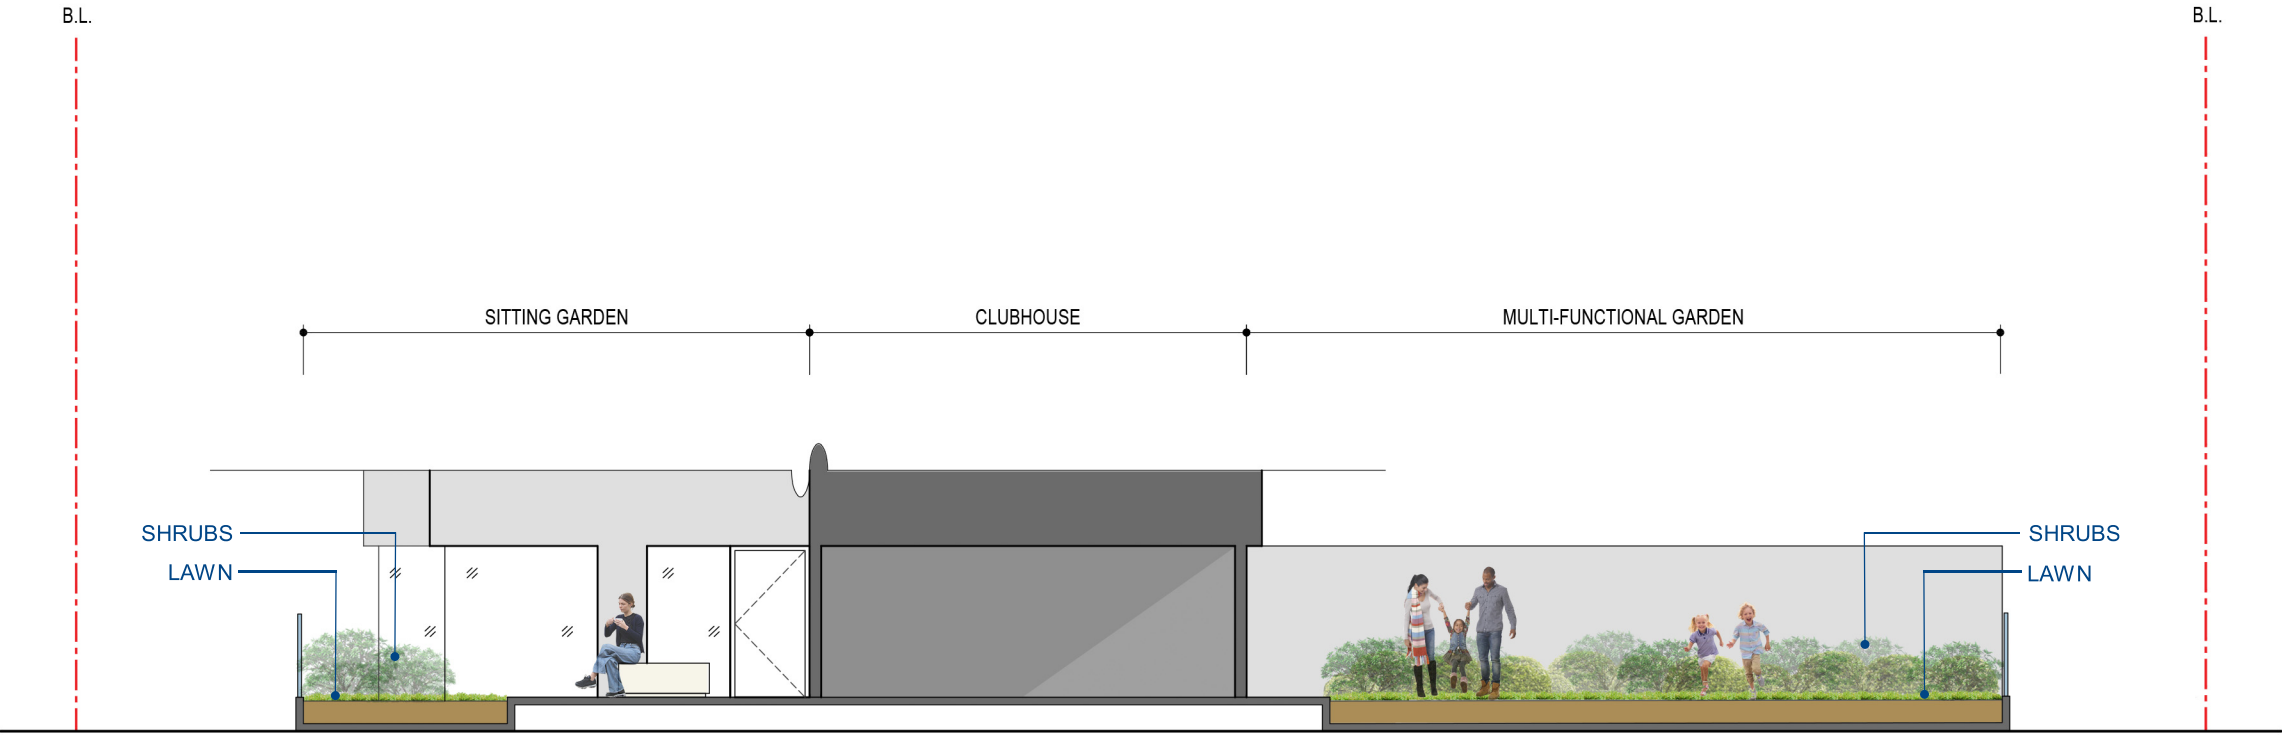 B.L.
B.L.
SITTING GARDEN
CLUBHOUSE
MULTI-FUNCTIONAL GARDEN
SHRUBS
SHRUBS
LAWN
LAWN